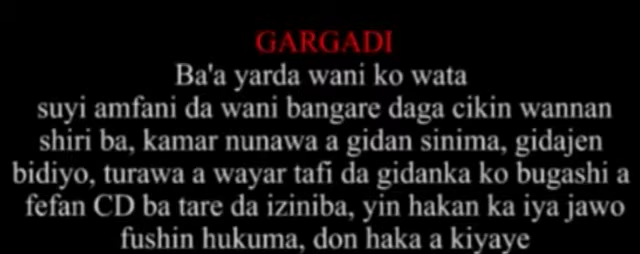 GARGADI
Ba'a yarda wani ko wata
suyi amfani da wani bangare daga cikin wannan
shiri ba, kamar nunawa a gidan sinima, gidajen
bidiyo, turawa a wayar tafi da gidanka ko bugashi a
fefan CD ba tare da iziniba, yin hakan ka iya jawo
fushin hukuma, don haka a kiyaye